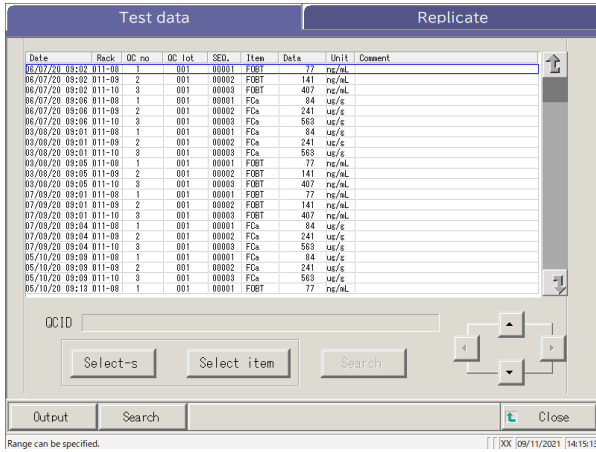 Test data Replicate
Date Rack QC no QC lot SEQ. Item Data Unit Comment
06/07/20 09:02 011-08 1 001 00001 FOBT 77 ng/mL
06/07/20 09:02 011-09 2 001 00002 FOBT 141 ng/mL
06/07/20 09:02 011-10 3 001 00003 FOBT 407 ng/mL
06/07/20 09:06 011-08 1 001 00001 FCa 84 ug/g
06/07/20 09:06 011-09 2 001 00002 FCa 241 ug/g
06/07/20 09:06 011-10 3 001 00003 FCa 563 ug/g
03/08/20 09:01 011-08 1 001 00001 FCa 84 ug/g
03/08/20 09:01 011-09 2 001 00002 FCa 241 ug/g
03/08/20 09:01 011-10 3 001 00003 FCa 563 ug/g
03/08/20 09:05 011-08 1 001 00001 FOBT 77 ng/mL
03/08/20 09:05 011-09 2 001 00002 FOBT 141 ng/mL
03/08/20 09:05 011-10 3 001 00003 FOBT 407 ng/mL
07/09/20 09:01 011-08 1 001 00001 FOBT 77 ng/mL
07/09/20 09:01 011-09 2 001 00002 FOBT 141 ng/mL
07/09/20 09:01 011-10 3 001 00003 FOBT 407 ng/mL
07/09/20 09:04 011-08 1 001 00001 FCa 84 ug/g
07/09/20 09:04 011-09 2 001 00002 FCa 241 ug/g
07/09/20 09:04 011-10 3 001 00003 FCa 563 ug/g
05/10/20 09:09 011-08 1 001 00001 FCa 84 ug/g
05/10/20 09:09 011-09 2 001 00002 FCa 241 ug/g
05/10/20 09:09 011-10 3 001 00003 FCa 563 ug/g
05/10/20 09:13 011-08 1 001 00001 FOBT 77 ng/mL
QCID
Select-s Select item Search
Output Search Close
Range can be specified. XX 09/11/2021 14:15:13